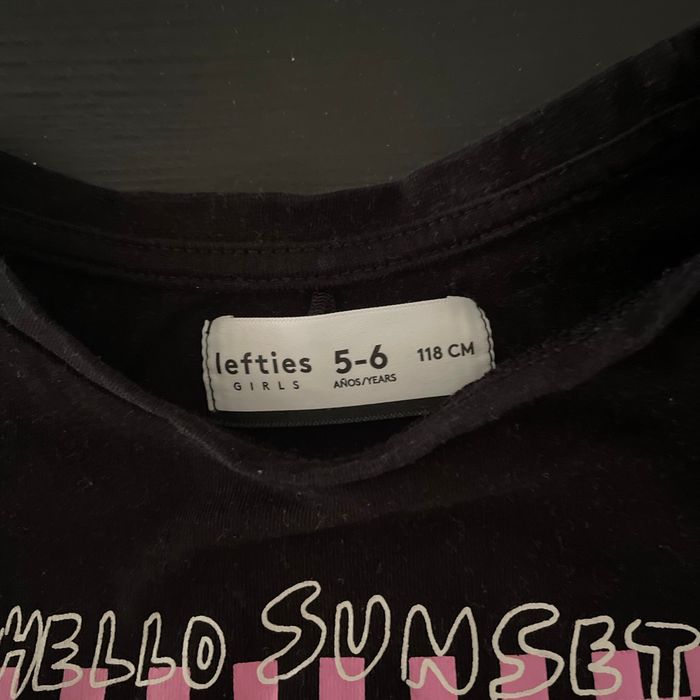 lefties 5-6 118 CM
GIRLS AÑOS/YEARS
HELLO SUNSET